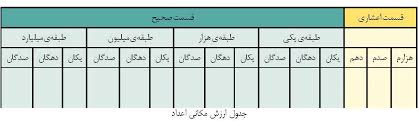 قسمت اعشاری قسمت صحیح
طبقه‌ی یکی طبقه‌ی هزار طبقه‌ی میلیون طبقه‌ی میلیارد
هزارم صدم دهم یکان دهگان صدگان یکان دهگان صدگان یکان دهگان صدگان یکان دهگان صدگان
جدول ارزش مکانی اعداد